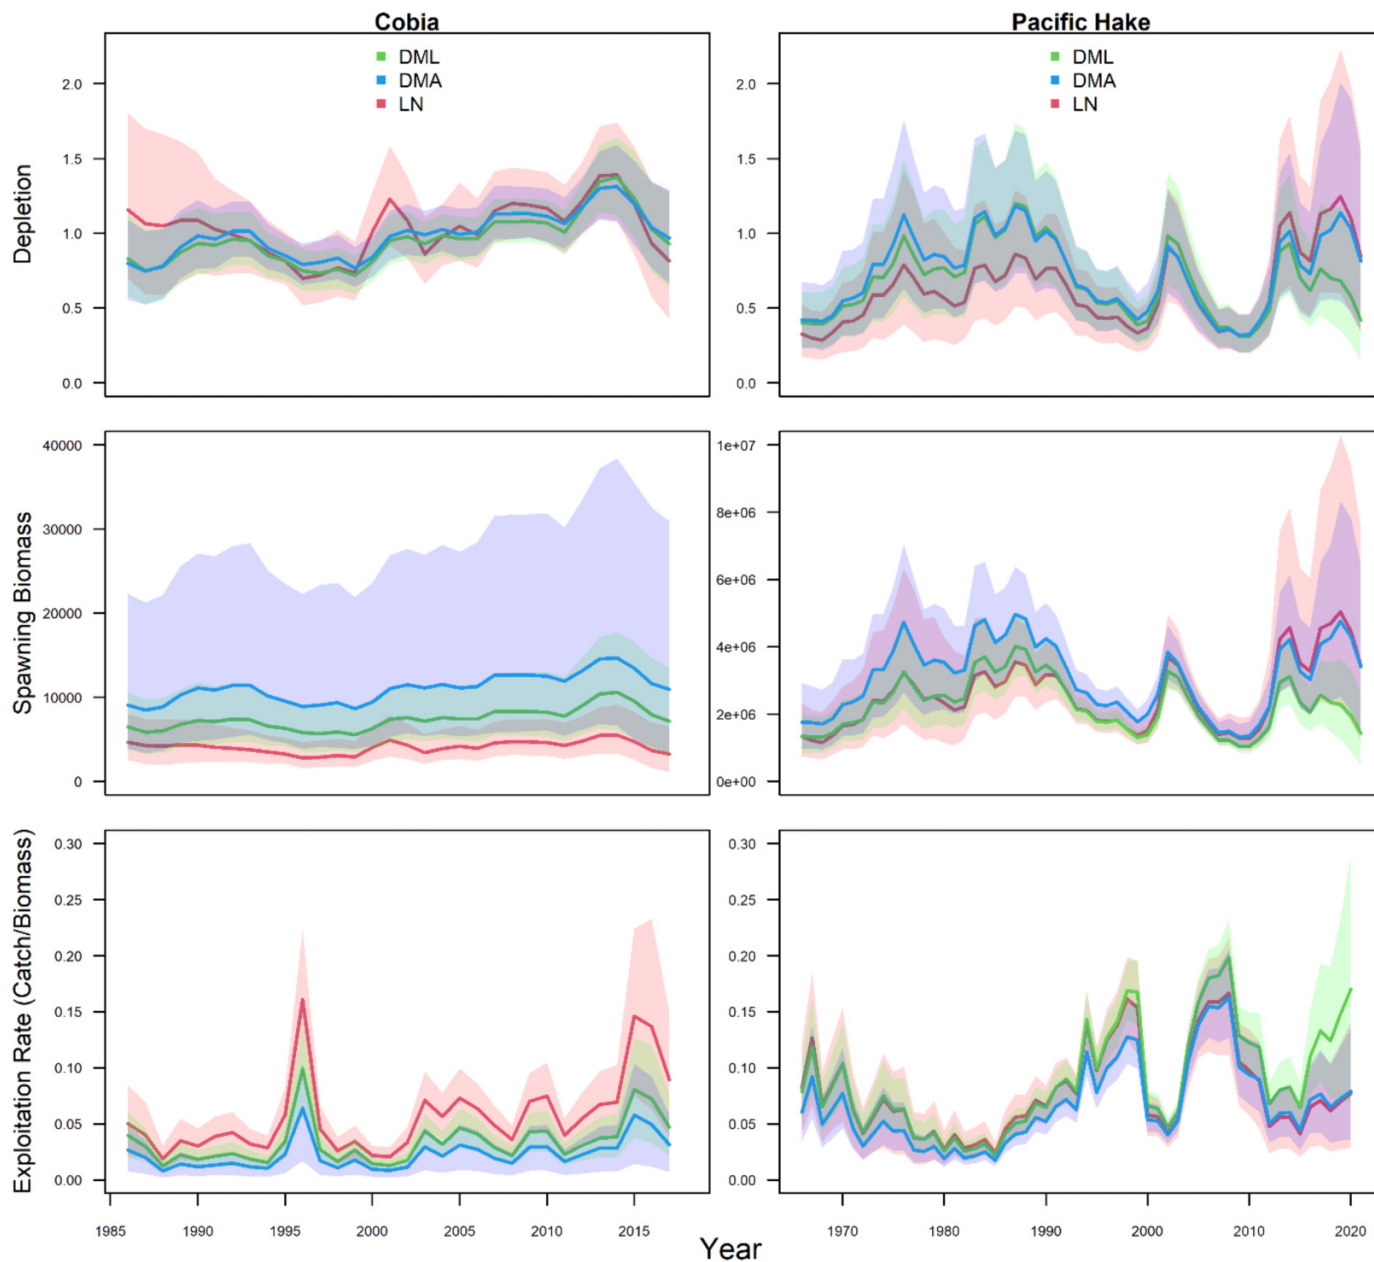 Cobia
Pacific Hake
DML
DMA
LN
DML
DMA
LN
Depletion
2.0
1.5
1.0
0.5
0.0
2.0
1.5
1.0
0.5
0.0
Spawning Biomass
40000
30000
20000
10000
0
1e+07
8e+06
6e+06
4e+06
2e+06
0e+00
Exploitation Rate (Catch/Biomass)
0.30
0.25
0.20
0.15
0.10
0.05
0.00
0.30
0.25
0.20
0.15
0.10
0.05
0.00
1985 1990 1995 2000 2005 2010 2015
1970 1980 1990 2000 2010 2020
Year